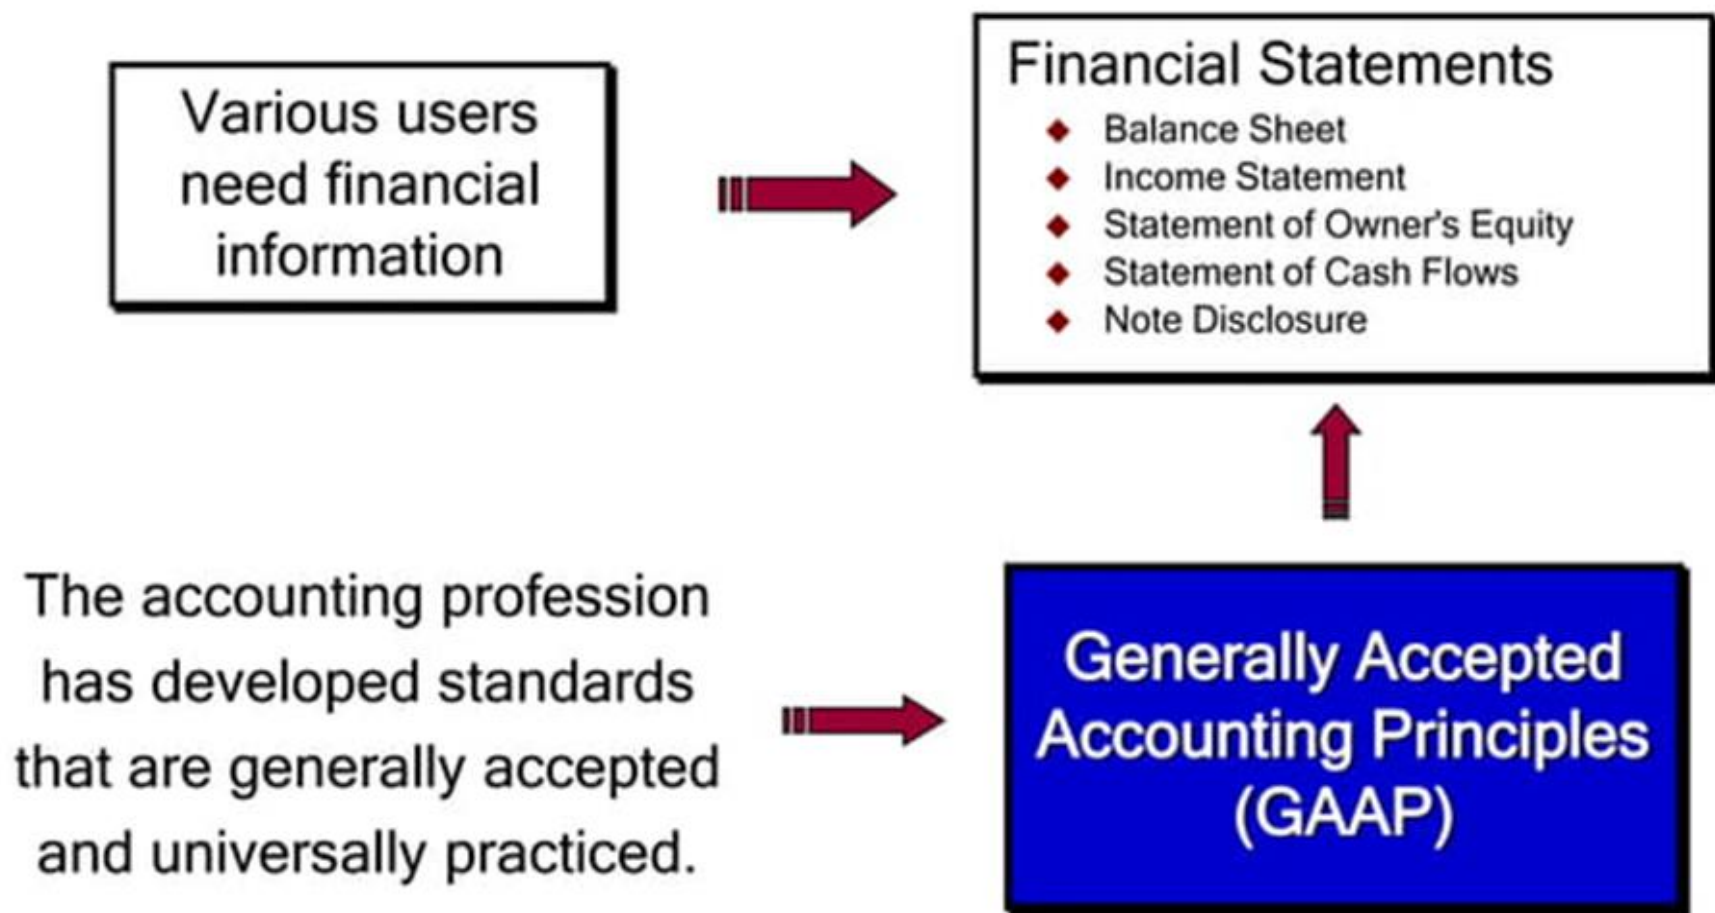 Various users
need financial
information
Financial Statements
Balance Sheet
Income Statement
Statement of Owner's Equity
Statement of Cash Flows
Note Disclosure
The accounting profession
has developed standards
that are generally accepted
and universally practiced.
Generally Accepted
Accounting Principles
(GAAP)